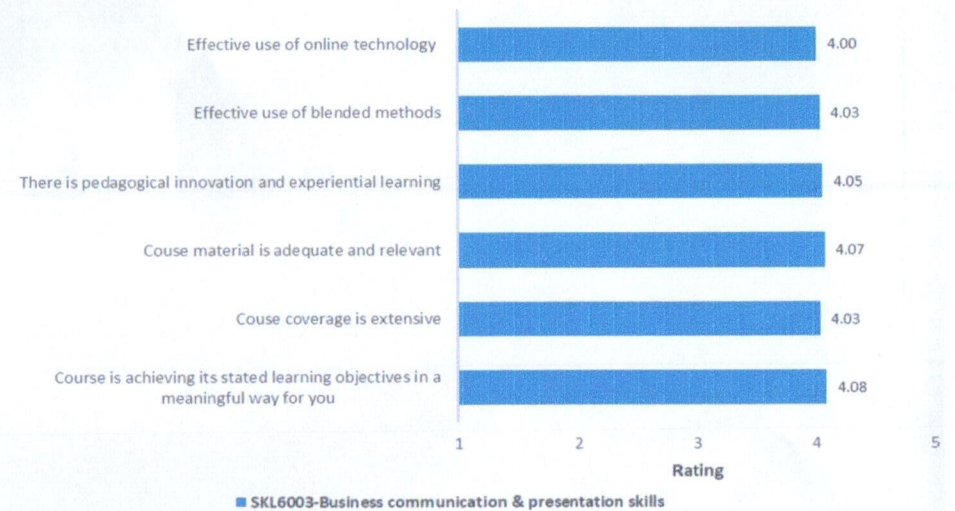 Effective use of online technology
4.00
Effective use of blended methods
4.03
There is pedagogical innovation and experiential learning
4.05
Couse material is adequate and relevant
4.07
Couse coverage is extensive
4.03
Course is achieving its stated learning objectives in a
meaningful way for you
4.08
1 2 3 4 5
Rating
SKL6003-Business communication & presentation skills